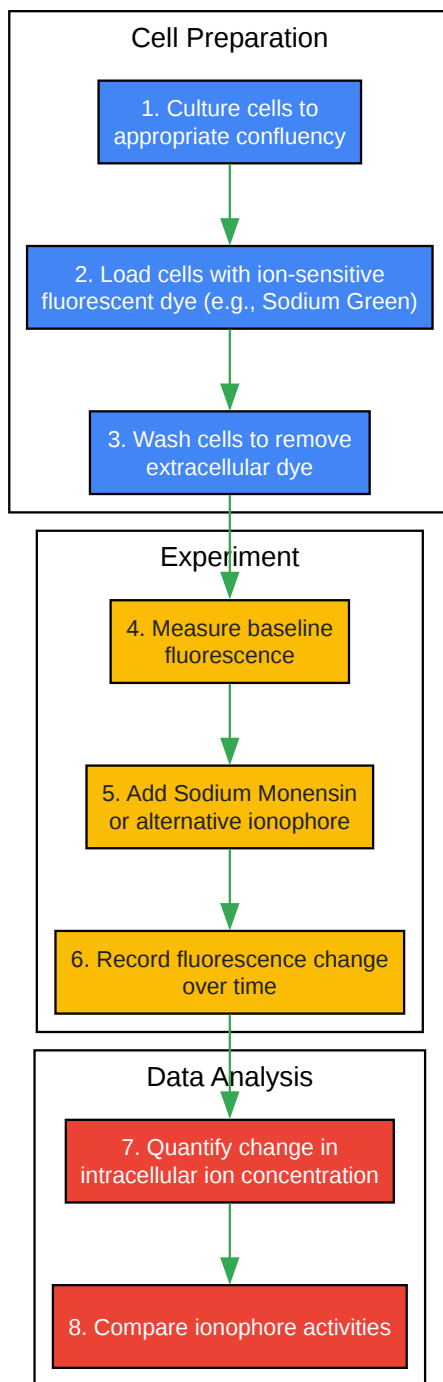 Cell Preparation
1. Culture cells to
appropriate confluency
2. Load cells with ion-sensitive
fluorescent dye (e.g., Sodium Green)
3. Wash cells to remove
extracellular dye
Experiment
4. Measure baseline
fluorescence
5. Add Sodium Monensin
or alternative ionophore
6. Record fluorescence change
over time
Data Analysis
7. Quantify change in
intracellular ion concentration
8. Compare ionophore activities